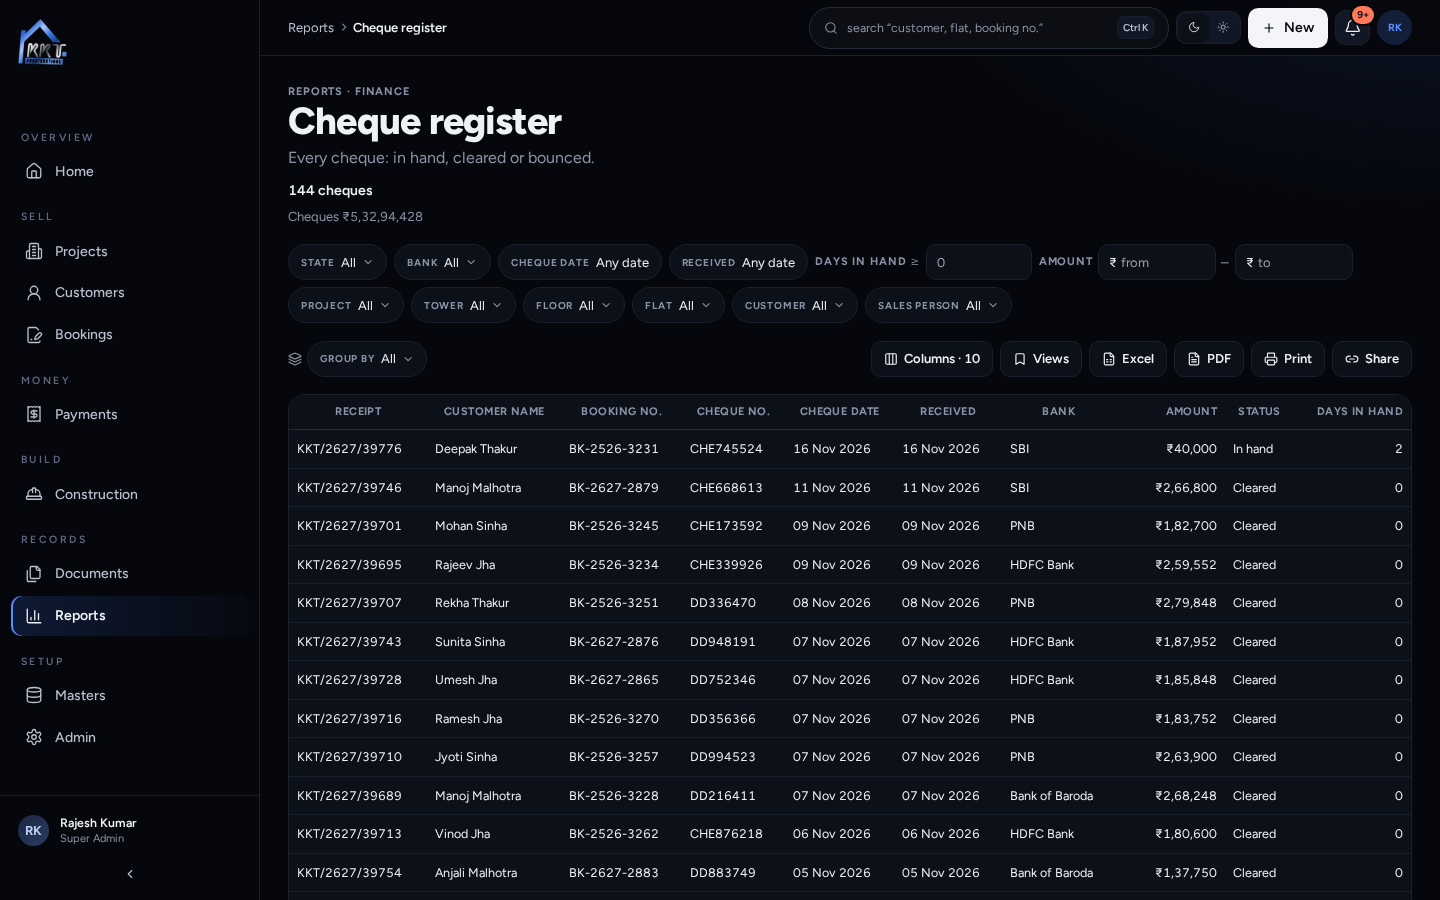 KKT
CONSTRUCTIONS
OVERVIEW
Home
SELL
Projects
Customers
Bookings
MONEY
Payments
BUILD
Construction
RECORDS
Documents
Reports
SETUP
Masters
Admin
RK Rajesh Kumar
Super Admin
Reports > Cheque register
search “customer, flat, booking no.” Ctrl K
+ New
9+
RK
REPORTS · FINANCE
Cheque register
Every cheque: in hand, cleared or bounced.
144 cheques
Cheques ₹5,32,94,428
STATE All BANK All CHEQUE DATE Any date RECEIVED Any date DAYS IN HAND ≥ 0 AMOUNT ₹ from – ₹ to
PROJECT All TOWER All FLOOR All FLAT All CUSTOMER All SALES PERSON All
GROUP BY All Columns · 10 Views Excel PDF Print Share
RECEIPT CUSTOMER NAME BOOKING NO. CHEQUE NO. CHEQUE DATE RECEIVED BANK AMOUNT STATUS DAYS IN HAND
KKT/2627/39776 Deepak Thakur BK-2526-3231 CHE745524 16 Nov 2026 16 Nov 2026 SBI ₹40,000 In hand 2
KKT/2627/39746 Manoj Malhotra BK-2627-2879 CHE668613 11 Nov 2026 11 Nov 2026 SBI ₹2,66,800 Cleared 0
KKT/2627/39701 Mohan Sinha BK-2526-3245 CHE173592 09 Nov 2026 09 Nov 2026 PNB ₹1,82,700 Cleared 0
KKT/2627/39695 Rajeev Jha BK-2526-3234 CHE339926 09 Nov 2026 09 Nov 2026 HDFC Bank ₹2,59,552 Cleared 0
KKT/2627/39707 Rekha Thakur BK-2526-3251 DD336470 08 Nov 2026 08 Nov 2026 PNB ₹2,79,848 Cleared 0
KKT/2627/39743 Sunita Sinha BK-2627-2876 DD948191 07 Nov 2026 07 Nov 2026 HDFC Bank ₹1,87,952 Cleared 0
KKT/2627/39728 Umesh Jha BK-2627-2865 DD752346 07 Nov 2026 07 Nov 2026 HDFC Bank ₹1,85,848 Cleared 0
KKT/2627/39716 Ramesh Jha BK-2526-3270 DD356366 07 Nov 2026 07 Nov 2026 PNB ₹1,83,752 Cleared 0
KKT/2627/39710 Jyoti Sinha BK-2526-3257 DD994523 07 Nov 2026 07 Nov 2026 PNB ₹2,63,900 Cleared 0
KKT/2627/39689 Manoj Malhotra BK-2526-3228 DD216411 07 Nov 2026 07 Nov 2026 Bank of Baroda ₹2,68,248 Cleared 0
KKT/2627/39713 Vinod Jha BK-2526-3262 CHE876218 06 Nov 2026 06 Nov 2026 HDFC Bank ₹1,80,600 Cleared 0
KKT/2627/39754 Anjali Malhotra BK-2627-2883 DD883749 05 Nov 2026 05 Nov 2026 Bank of Baroda ₹1,37,750 Cleared 0